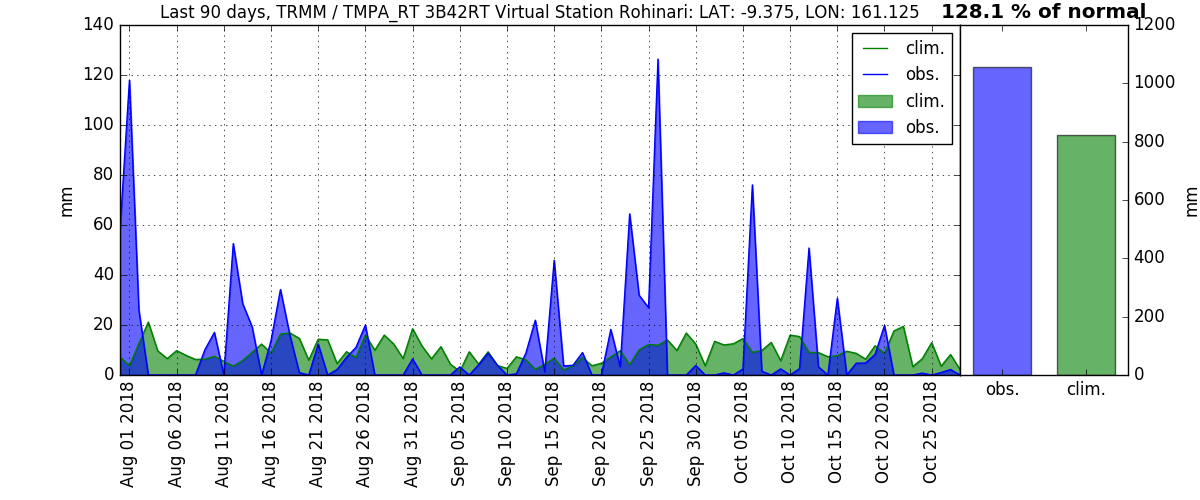 Last 90 days, TRMM / TMPA_RT 3B42RT Virtual Station Rohinari: LAT: -9.375, LON: 161.125
128.1 % of normal
140
120
100
80
60
40
20
0
mm
clim.
obs.
clim.
obs.
1200
1000
800
600
400
200
0
mm
Aug 01 2018
Aug 06 2018
Aug 11 2018
Aug 16 2018
Aug 21 2018
Aug 26 2018
Aug 31 2018
Sep 05 2018
Sep 10 2018
Sep 15 2018
Sep 20 2018
Sep 25 2018
Sep 30 2018
Oct 05 2018
Oct 10 2018
Oct 15 2018
Oct 20 2018
Oct 25 2018
obs.
clim.